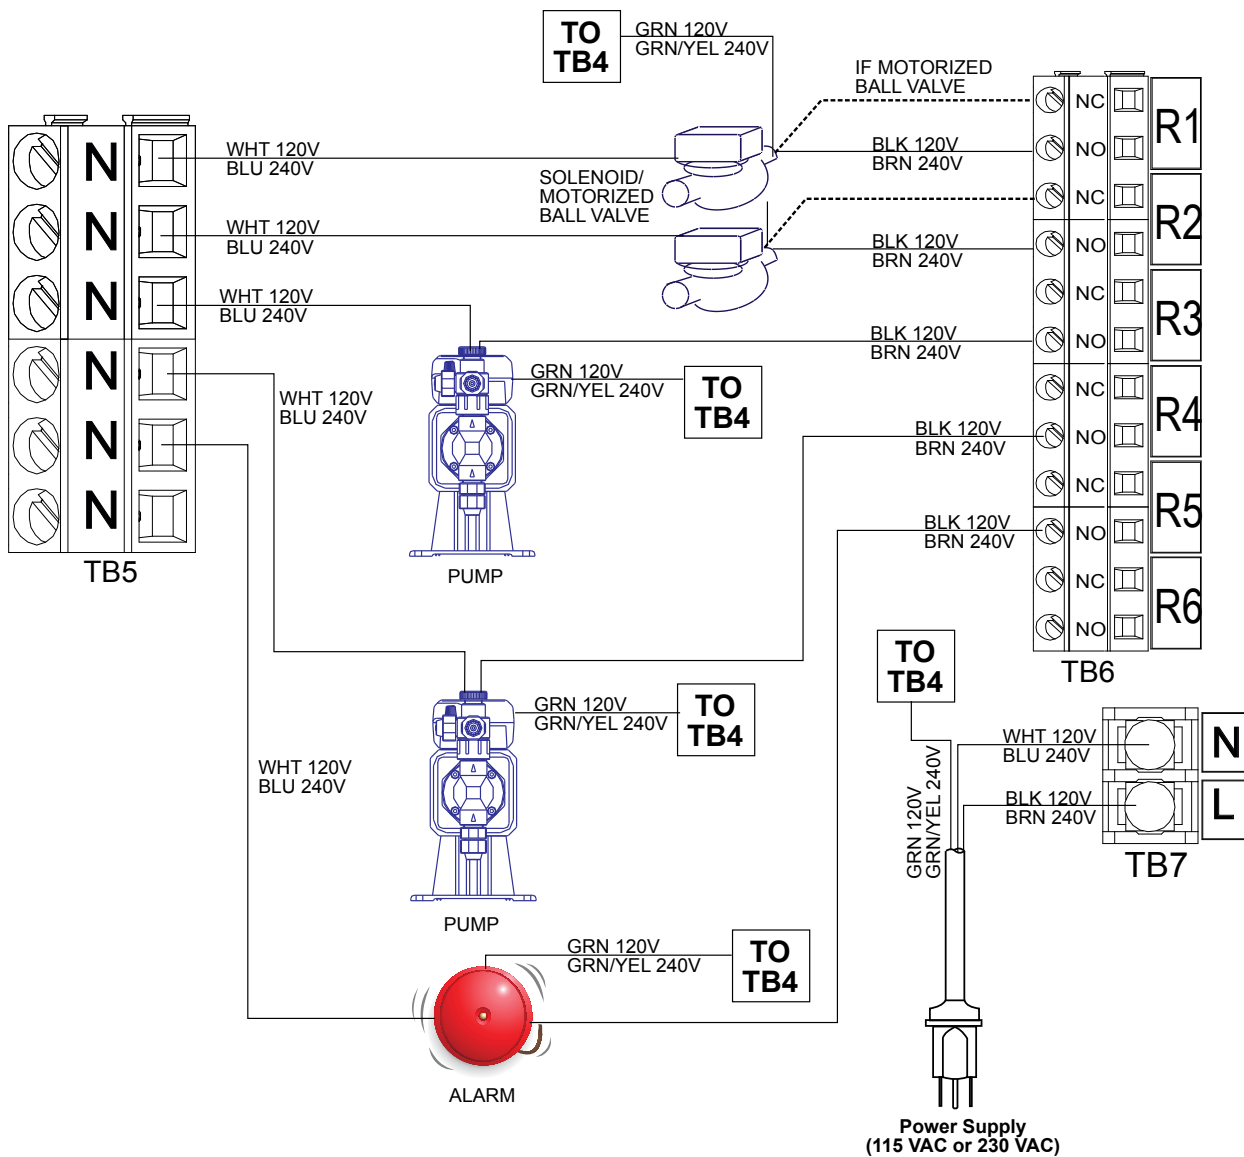 TO
TB4
GRN 120V
GRN/YEL 240V
IF MOTORIZED
BALL VALVE
N
N
N
N
N
N
TB5
WHT 120V
BLU 240V
WHT 120V
BLU 240V
WHT 120V
BLU 240V
WHT 120V
BLU 240V
SOLENOID/
MOTORIZED
BALL VALVE
BLK 120V
BRN 240V
BLK 120V
BRN 240V
BLK 120V
BRN 240V
BLK 120V
BRN 240V
BLK 120V
BRN 240V
NC
NO
NC
NO
NC
NO
NC
NO
NC
NO
NC
NO
R1
R2
R3
R4
R5
R6
TB6
GRN 120V
GRN/YEL 240V
TO
TB4
PUMP
GRN 120V
GRN/YEL 240V
TO
TB4
PUMP
WHT 120V
BLU 240V
GRN 120V
GRN/YEL 240V
TO
TB4
ALARM
TO
TB4
GRN 120V
GRN/YEL 240V
WHT 120V
BLU 240V
BLK 120V
BRN 240V
N
L
TB7
Power Supply
(115 VAC or 230 VAC)